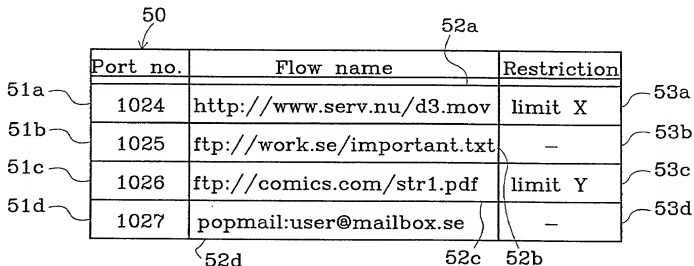 50
52a
Port no. Flow name Restriction
51a 1024 http://www.serv.nu/d3.mov limit X 53a
51b 1025 ftp://work.se/important.txt – 53b
51c 1026 ftp://comics.com/str1.pdf limit Y 53c
51d 1027 popmail:user@mailbox.se – 53d
52d 52c 52b